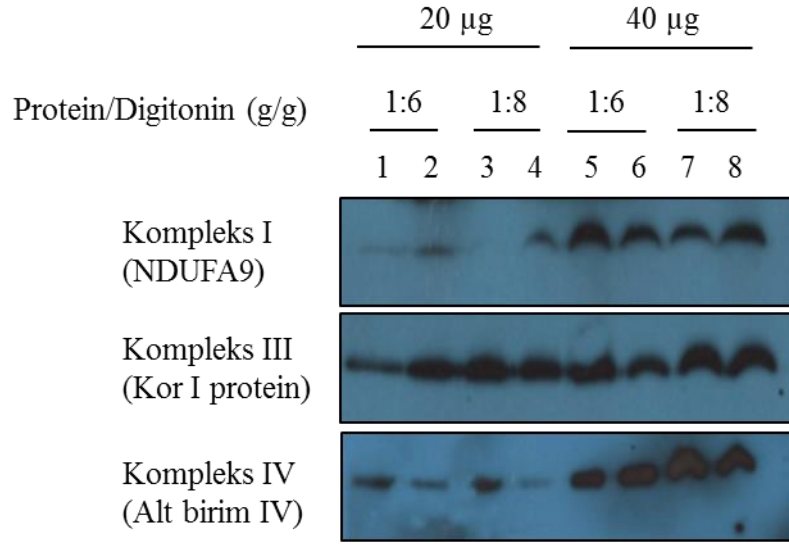 20 µg 40 µg
Protein/Digitonin (g/g) 1:6 1:8 1:6 1:8
1 2 3 4 5 6 7 8
Kompleks I
(NDUFA9)
Kompleks III
(Kor I protein)
Kompleks IV
(Alt birim IV)